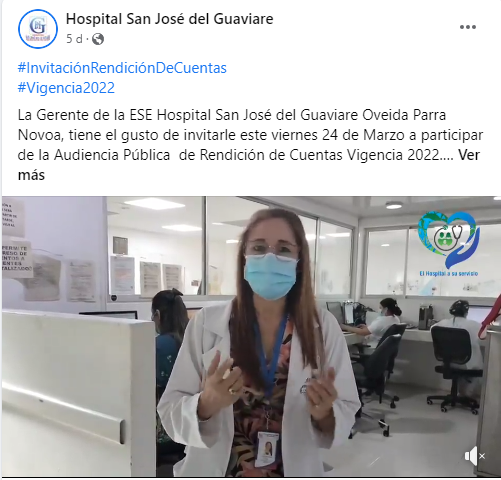 Hospital San José del Guaviare
5 d ·
#InvitaciónRendiciónDeCuentas
#Vigencia2022
La Gerente de la ESE Hospital San José del Guaviare Oveida Parra
Novoa, tiene el gusto de invitarle este viernes 24 de Marzo a participar
de la Audiencia Pública  de Rendición de Cuentas Vigencia 2022.... Ver
más
El Hospital a su servicio
PERMITE